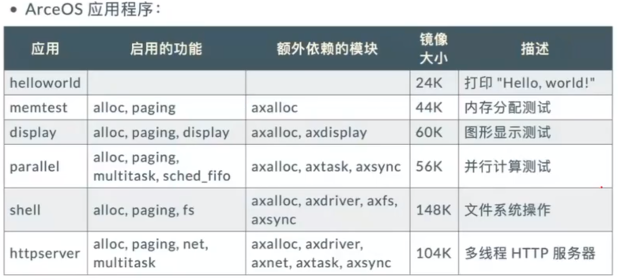 • ArceOS 应用程序：
应用 启用的功能 额外依赖的模块 镜像大小 描述
helloworld 24K 打印 "Hello, world!"
memtest alloc, paging axalloc 44K 内存分配测试
display alloc, paging, display axalloc, axdisplay 60K 图形显示测试
parallel alloc, paging, multitask, sched_fifo axalloc, axtask, axsync 56K 并行计算测试
shell alloc, paging, fs axalloc, axdriver, axfs, axsync 148K 文件系统操作
httpserver alloc, paging, net, multitask axalloc, axdriver, axnet, axtask, axsync 104K 多线程 HTTP 服务器